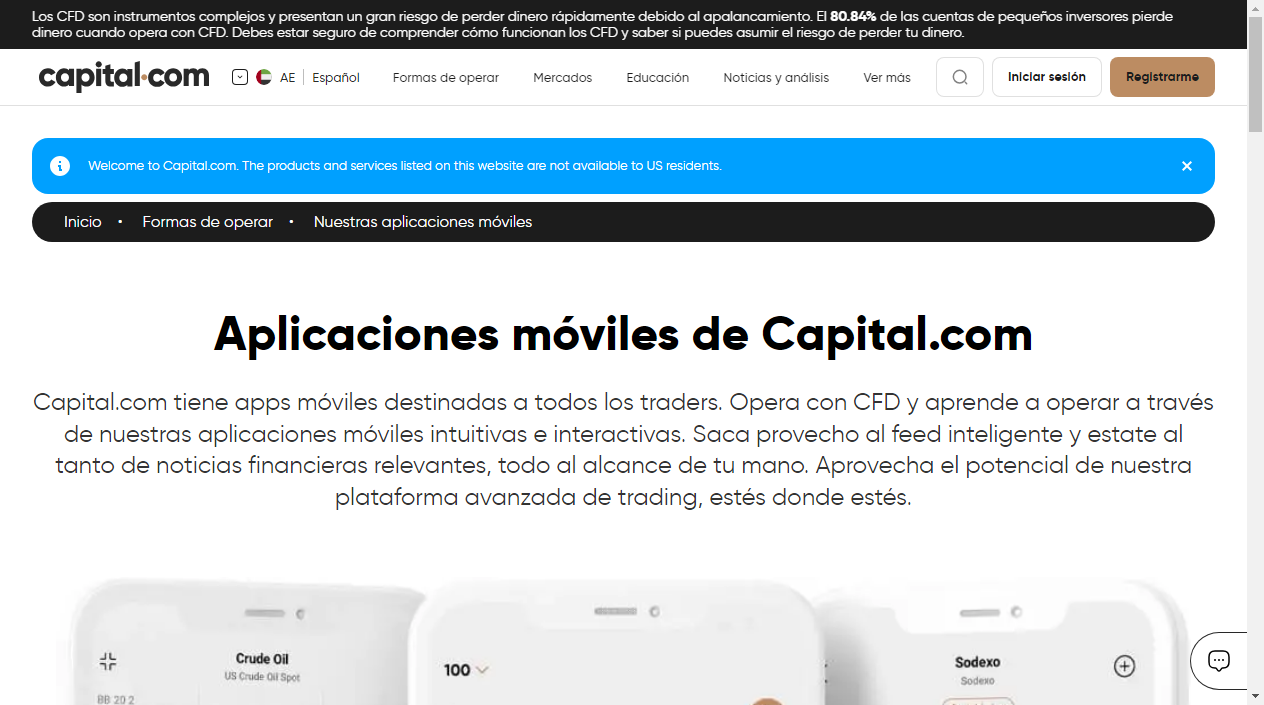 Los CFD son instrumentos complejos y presentan un gran riesgo de perder dinero rápidamente debido al apalancamiento. El 80.84% de las cuentas de pequeños inversores pierde
dinero cuando opera con CFD. Debes estar seguro de comprender cómo funcionan los CFD y saber si puedes asumir el riesgo de perder tu dinero.
capital.com AE Español Formas de operar Mercados Educación Noticias y análisis Ver más Iniciar sesión Registrarme
Welcome to Capital.com. The products and services listed on this website are not available to US residents.
Inicio • Formas de operar • Nuestras aplicaciones móviles
Aplicaciones móviles de Capital.com
Capital.com tiene apps móviles destinadas a todos los traders. Opera con CFD y aprende a operar a través
de nuestras aplicaciones móviles intuitivas e interactivas. Saca provecho al feed inteligente y estate al
tanto de noticias financieras relevantes, todo al alcance de tu mano. Aprovecha el potencial de nuestra
plataforma avanzada de trading, estés donde estés.
Crude Oil
US Crude Oil Spot
BB 20 2
100
Sodexo
Sodexo